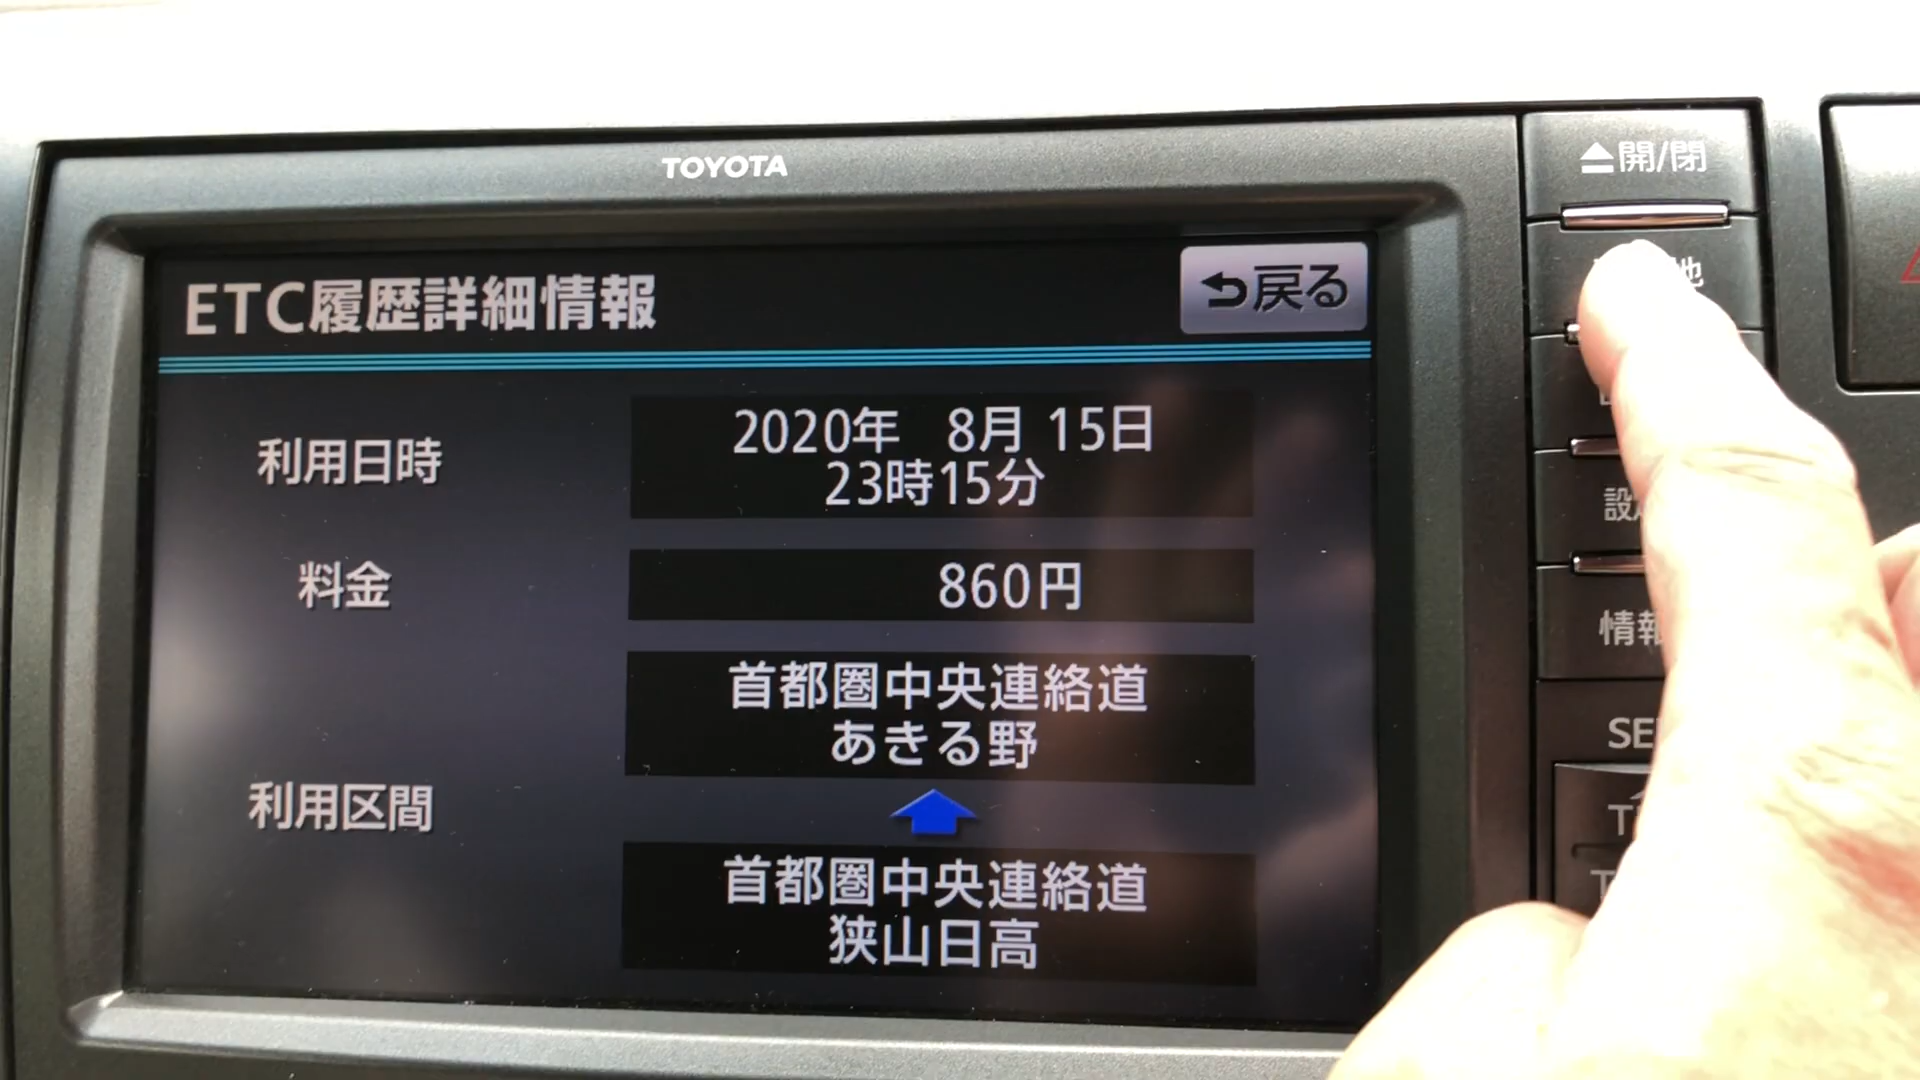 TOYOTA
開/閉
ETC履歴詳細情報
戻る
利用日時
2020年 8月 15日
23時15分
料金
860円
首都圏中央連絡道
あきる野
利用区間
首都圏中央連絡道
狭山日高
情報